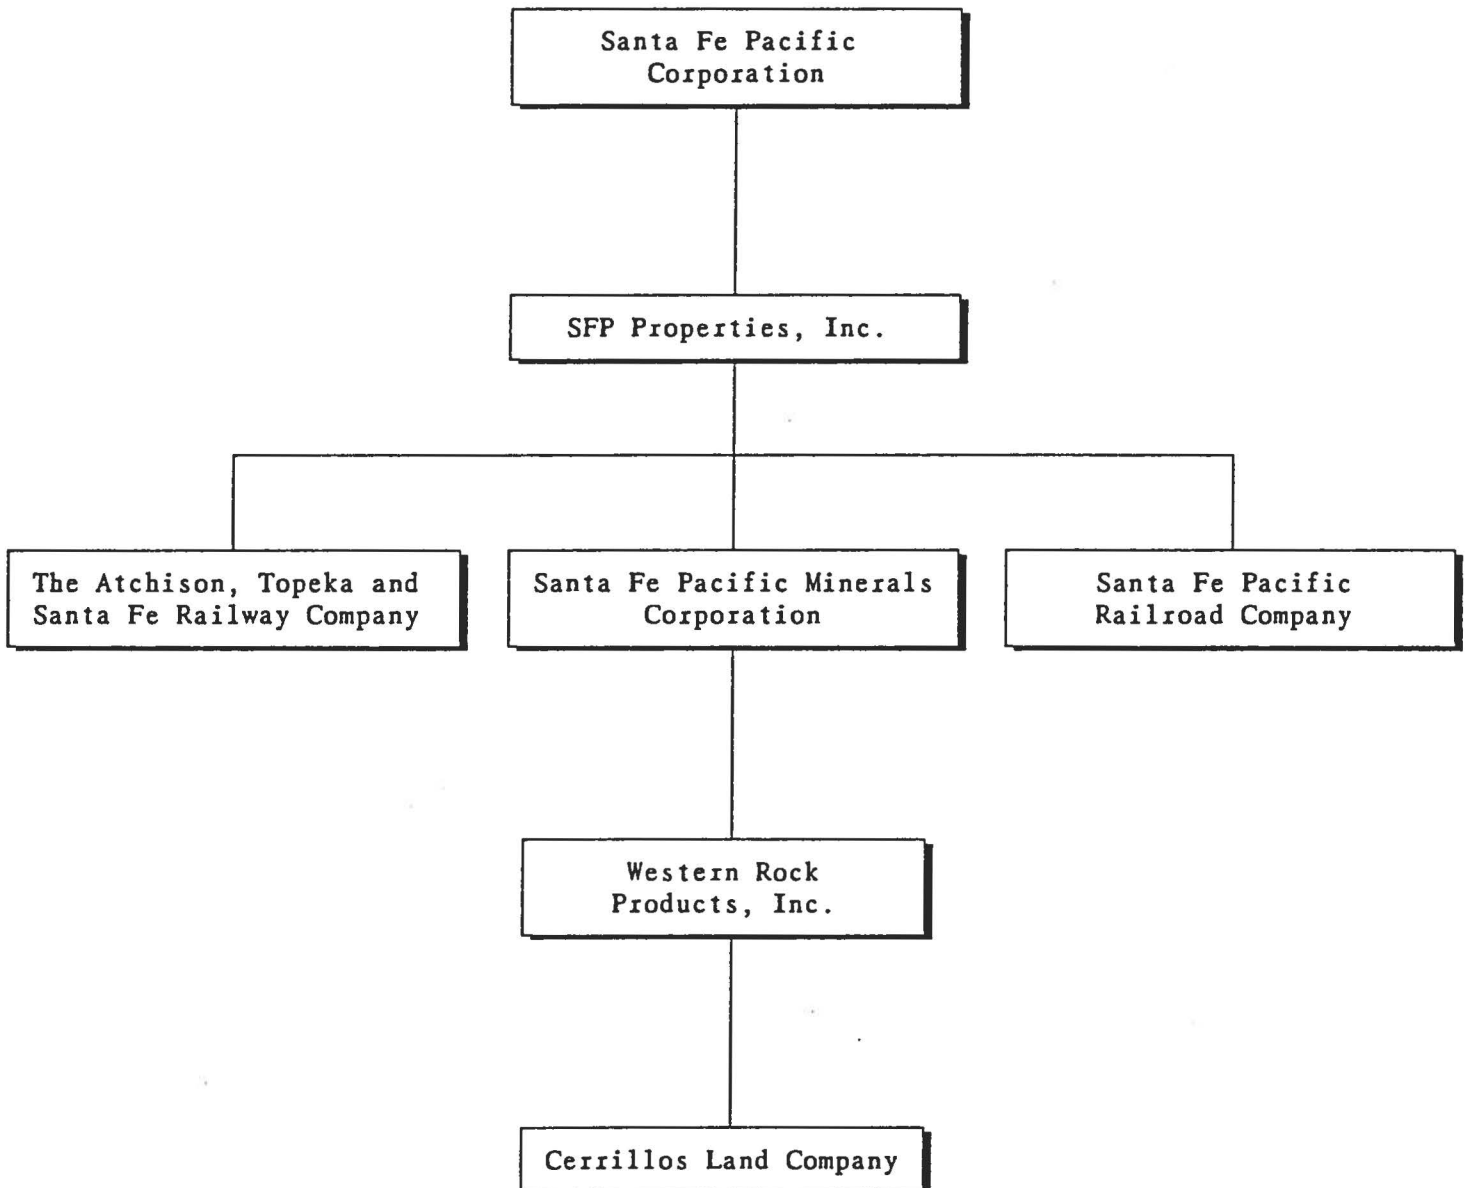 Santa Fe Pacific
Corporation
SFP Properties, Inc.
The Atchison, Topeka and
Santa Fe Railway Company
Santa Fe Pacific Minerals
Corporation
Santa Fe Pacific
Railroad Company
Western Rock
Products, Inc.
Cerrillos Land Company